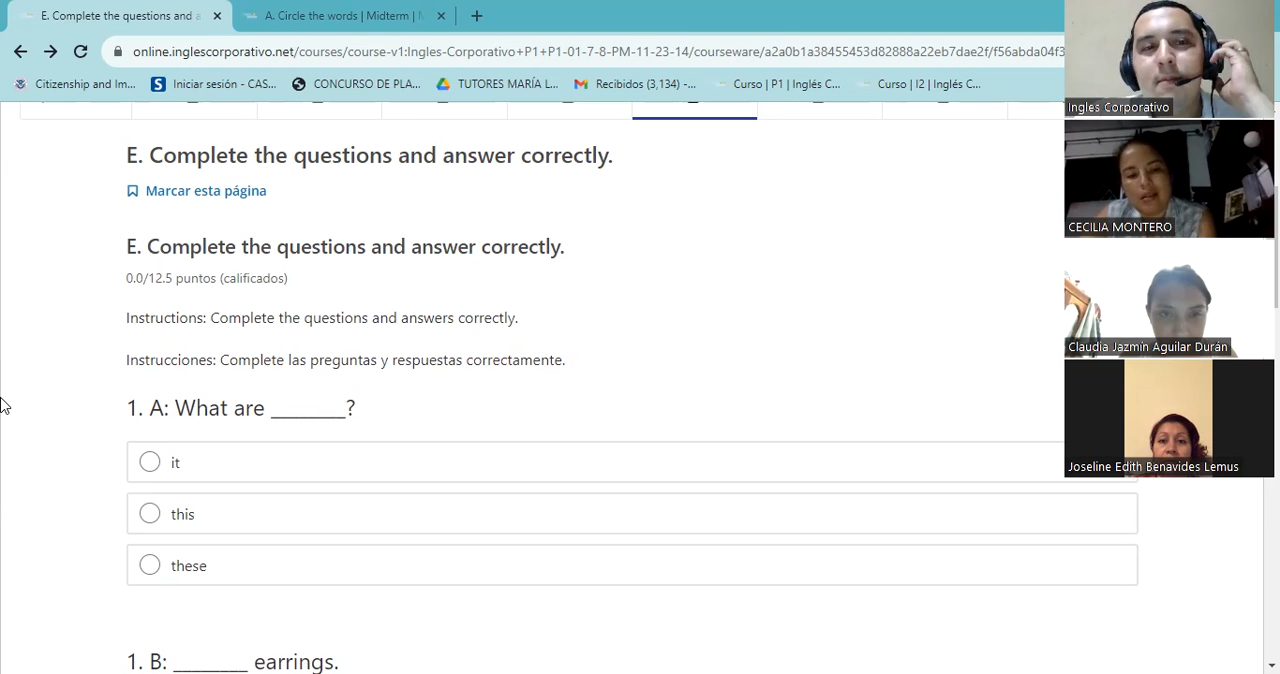 E. Complete the questions and a
A. Circle the words | Midterm |
online.inglescorporativo.net/courses/course-v1:Ingles-Corporativo+P1+P1-01-7-8-PM-11-23-14/courseware/a2a0b1a38455453d82888a22eb7dae2f/f56abda04f3
Citizenship and Im... Iniciar sesión - CAS... CONCURSO DE PLA... TUTORES MARÍA L... Recibidos (3,134) -... Curso | P1 | Inglés C... Curso | I2 | Inglés C...
E. Complete the questions and answer correctly.
Marcar esta página
E. Complete the questions and answer correctly.
0.0/12.5 puntos (calificados)
Instructions: Complete the questions and answers correctly.
Instrucciones: Complete las preguntas y respuestas correctamente.
1. A: What are _______?
it
this
these
1. B: _______ earrings.
Ingles Corporativo
CECILIA MONTERO
Claudia Jazmin Aguilar Durán
Joseline Edith Benavides Lemus